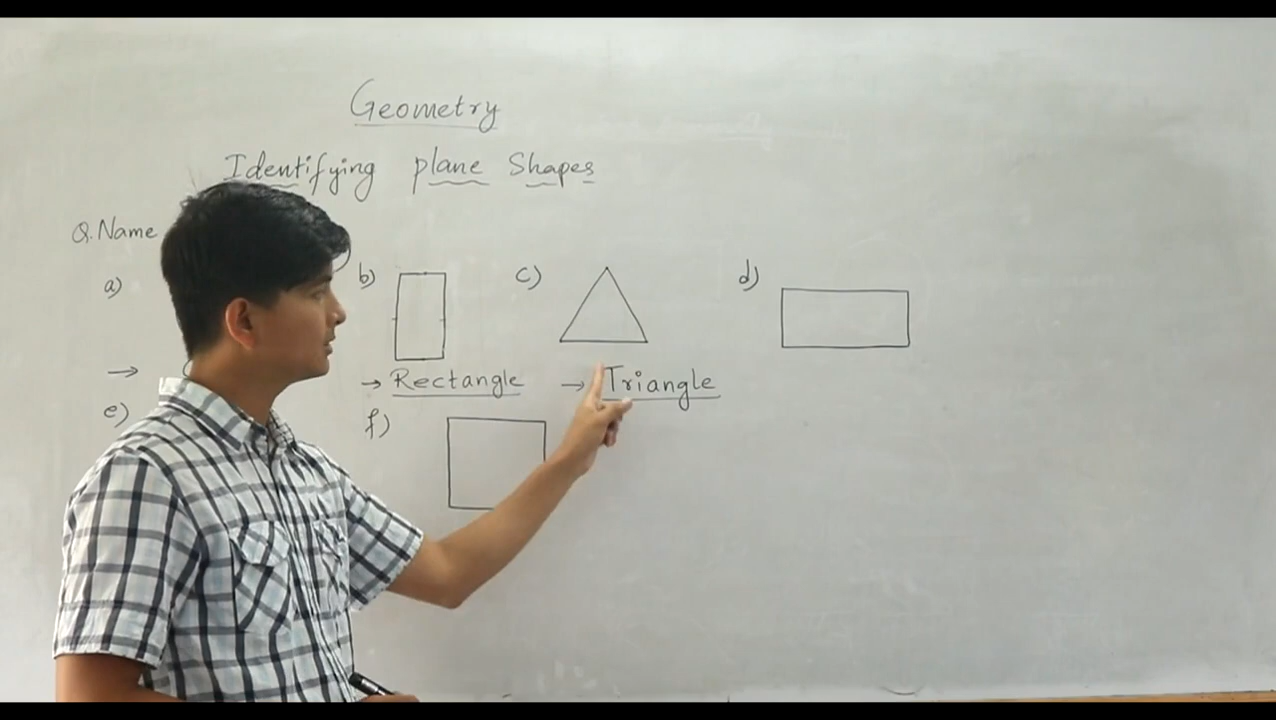 Geometry
Identifying plane Shapes
Q. Name
a) b) c) d)
→ → Rectangle → Triangle
e) f)